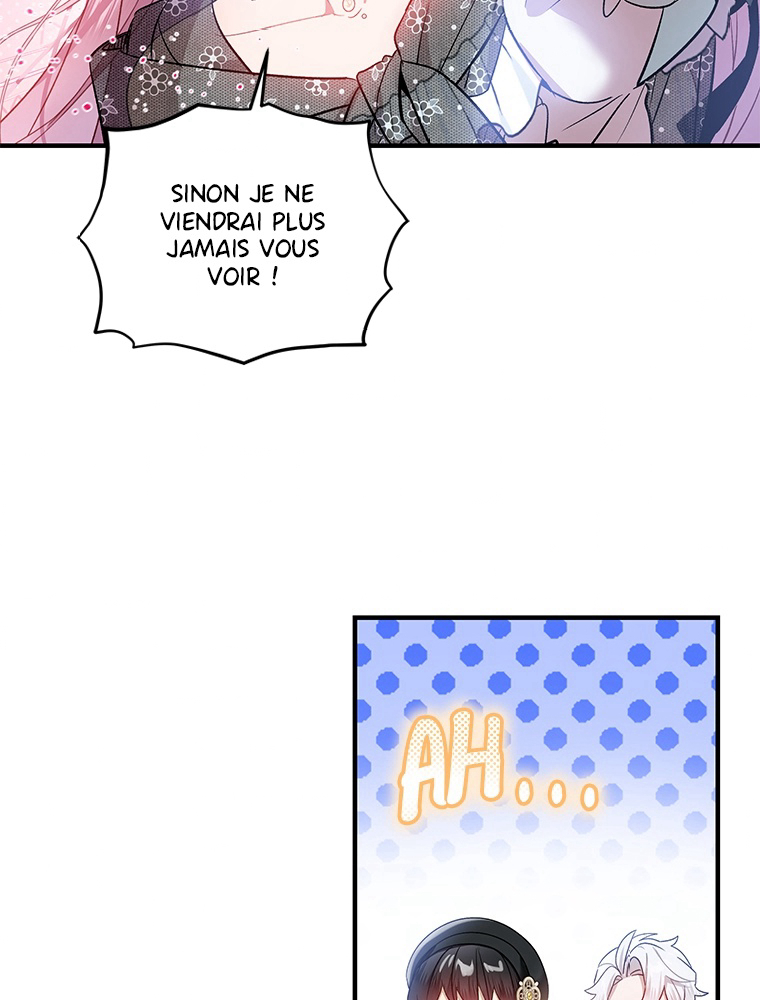 SINON JE NE
VIENDRAI PLUS
JAMAIS VOUS
VOIR !
AH...